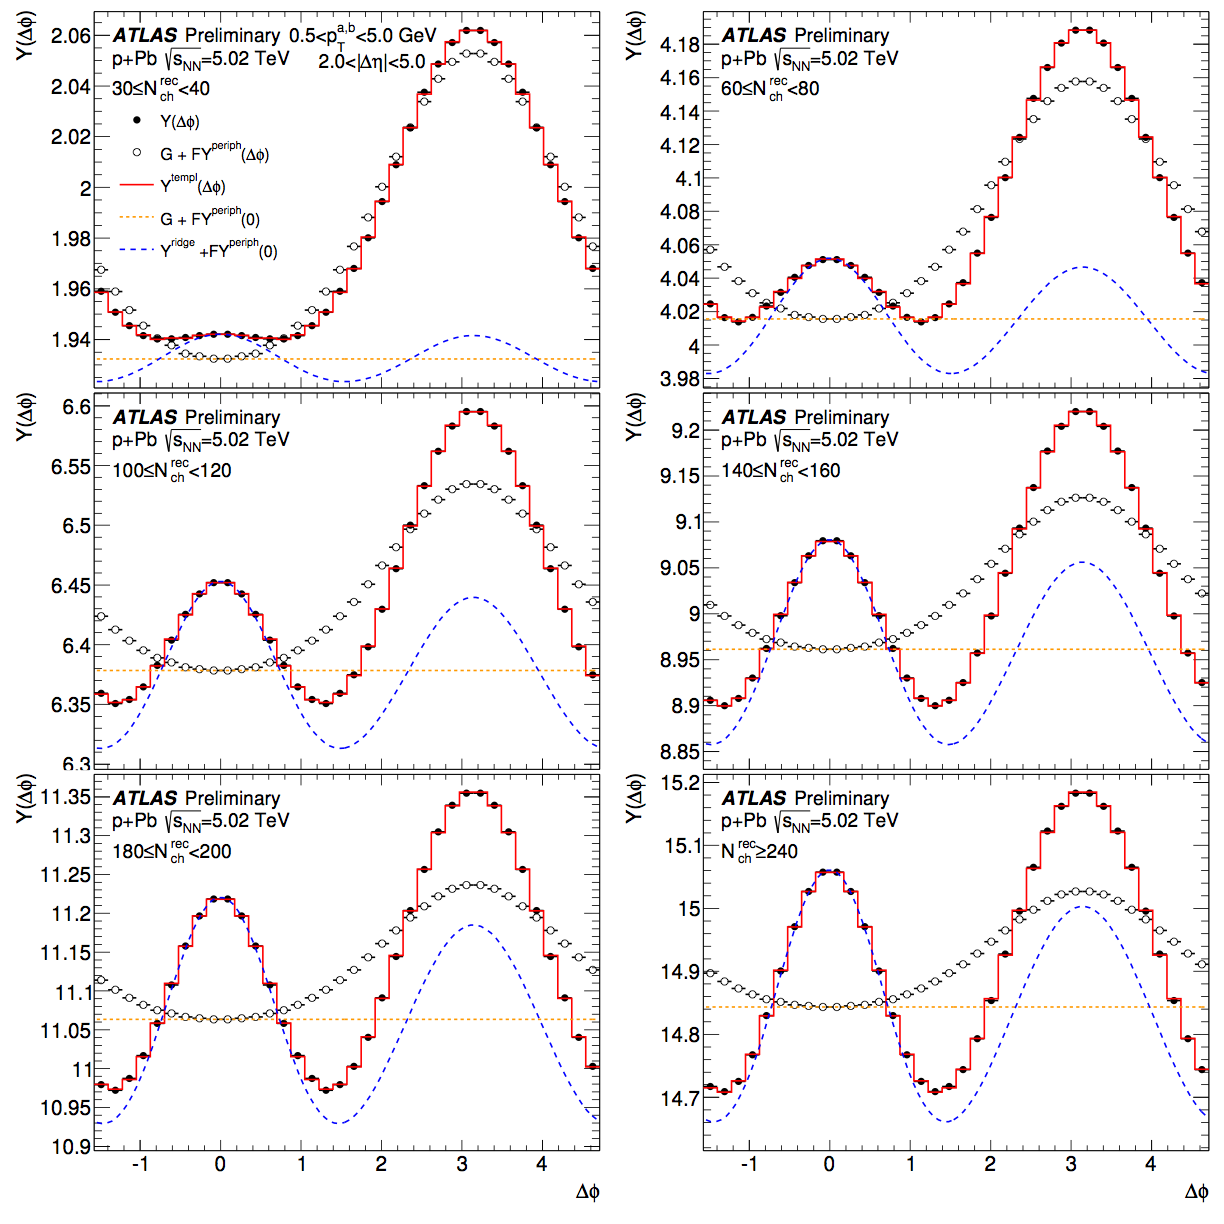 ATLAS Preliminary 0.5<p_T^{a,b}<5.0 GeV
p+Pb √s_NN=5.02 TeV 2.0<|Δη|<5.0
30≤N_ch^rec<40
Y(Δϕ)
G + FY^periph(Δϕ)
Y^templ(Δϕ)
G + FY^periph(0)
Y^ridge +FY^periph(0)
Y(Δϕ)
2.06
2.04
2.02
2
1.98
1.96
1.94
ATLAS Preliminary
p+Pb √s_NN=5.02 TeV
60≤N_ch^rec<80
Y(Δϕ)
4.18
4.16
4.14
4.12
4.1
4.08
4.06
4.04
4.02
4
3.98
ATLAS Preliminary
p+Pb √s_NN=5.02 TeV
100≤N_ch^rec<120
Y(Δϕ)
6.6
6.55
6.5
6.45
6.4
6.35
6.3
ATLAS Preliminary
p+Pb √s_NN=5.02 TeV
140≤N_ch^rec<160
Y(Δϕ)
9.2
9.15
9.1
9.05
9
8.95
8.9
8.85
ATLAS Preliminary
p+Pb √s_NN=5.02 TeV
180≤N_ch^rec<200
Y(Δϕ)
11.35
11.3
11.25
11.2
11.15
11.1
11.05
11
10.95
10.9
-1 0 1 2 3 4
Δϕ
ATLAS Preliminary
p+Pb √s_NN=5.02 TeV
N_ch^rec≥240
Y(Δϕ)
15.2
15.1
15
14.9
14.8
14.7
-1 0 1 2 3 4
Δϕ